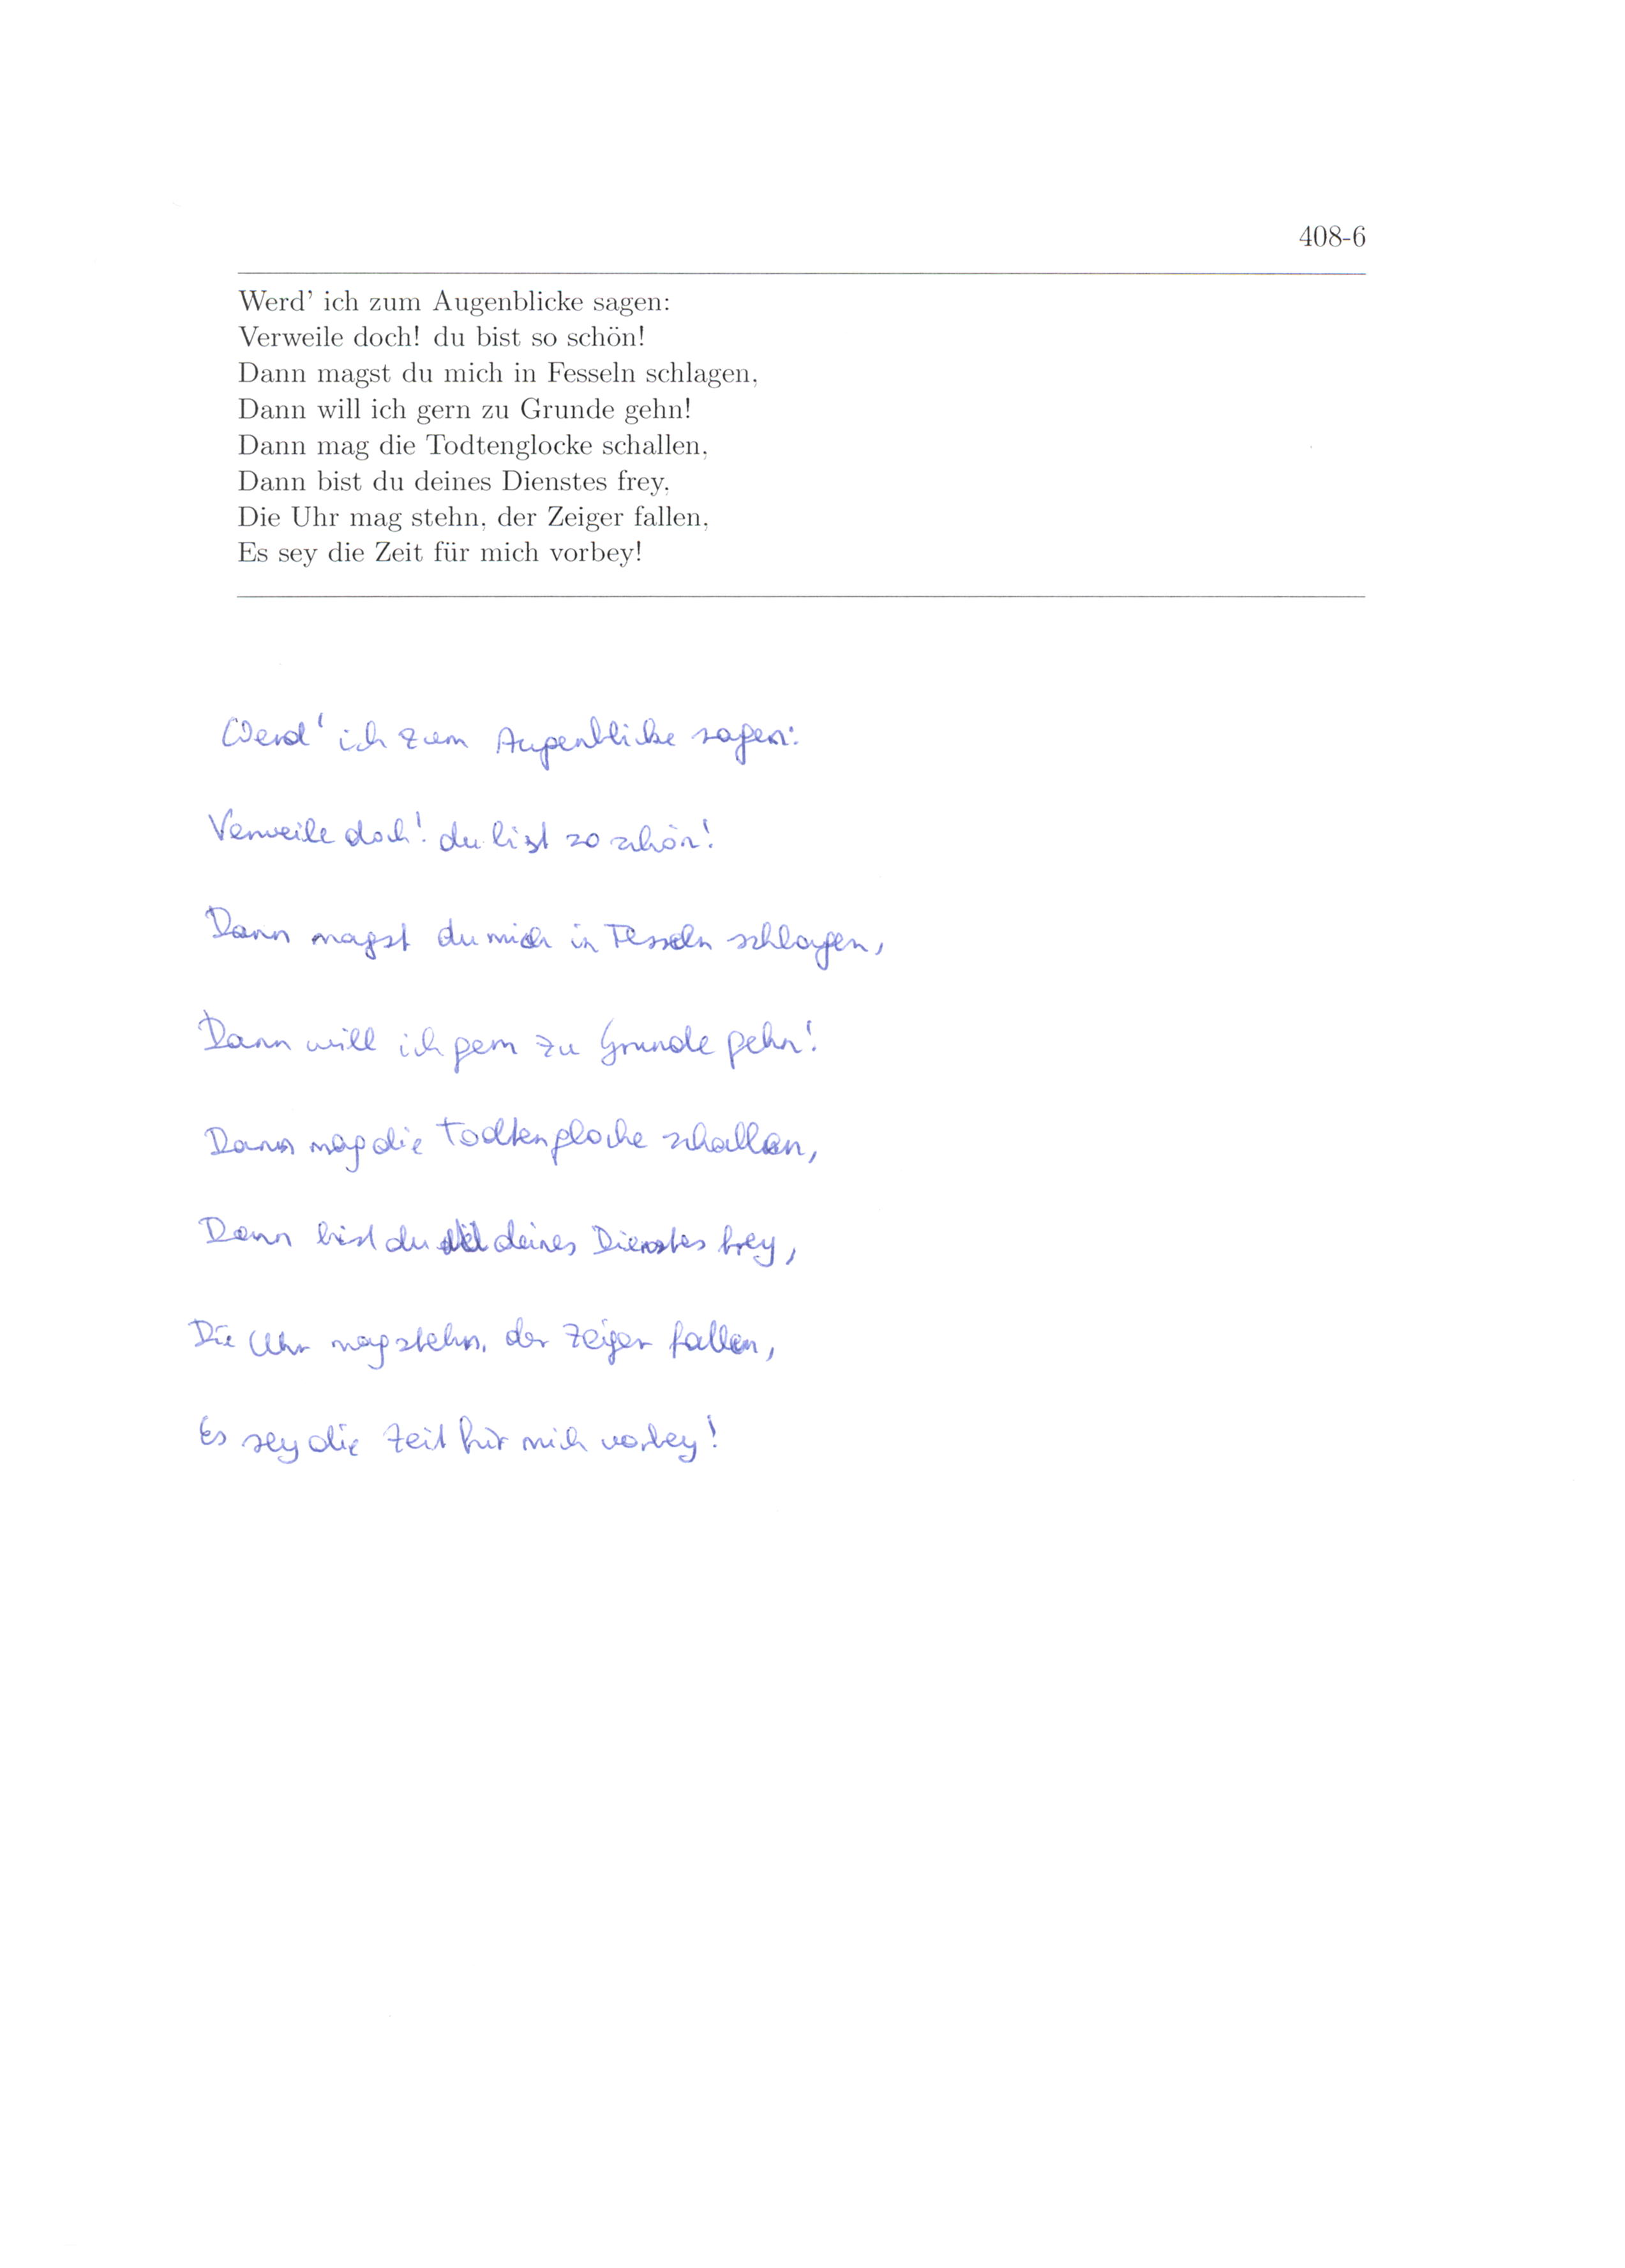 408-6
Werd' ich zum Augenblicke sagen:
Verweile doch! du bist so schön!
Dann magst du mich in Fesseln schlagen,
Dann will ich gern zu Grunde gehn!
Dann mag die Todtenglocke schallen,
Dann bist du deines Dienstes frey,
Die Uhr mag stehn, der Zeiger fallen,
Es sey die Zeit für mich vorbey!
Werd' ich zum Augenblicke sagen:
Verweile doch! du bist so schön!
Dann magst du mich in Fesseln schlagen,
Dann will ich gern zu Grunde gehn!
Dann mag die Todtenglocke schallen,
Dann bist du deines Dienstes frey,
Die Uhr mag stehn, der Zeiger fallen,
Es sey die Zeit für mich vorbey!